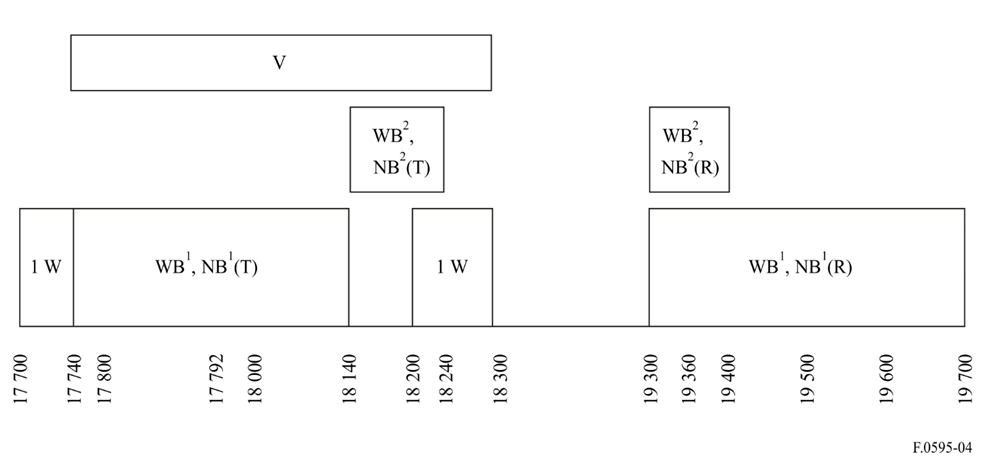 V
WB²,
NB²(T)
WB²,
NB²(R)
1 W
WB¹, NB¹(T)
1 W
WB¹, NB¹(R)
17 700
17 740
17 800
17 792
18 000
18 140
18 200
18 240
18 300
19 300
19 360
19 400
19 500
19 600
19 700
F.0595-04